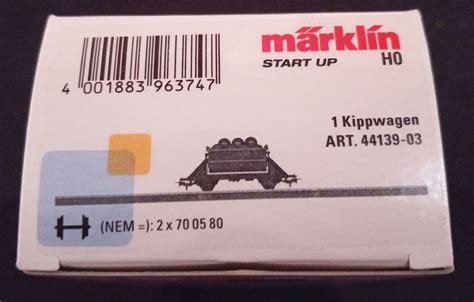 märklin
START UP H0
4 001883 963747
1 Kippwagen
ART. 44139-03
(NEM =): 2 x 70 05 80